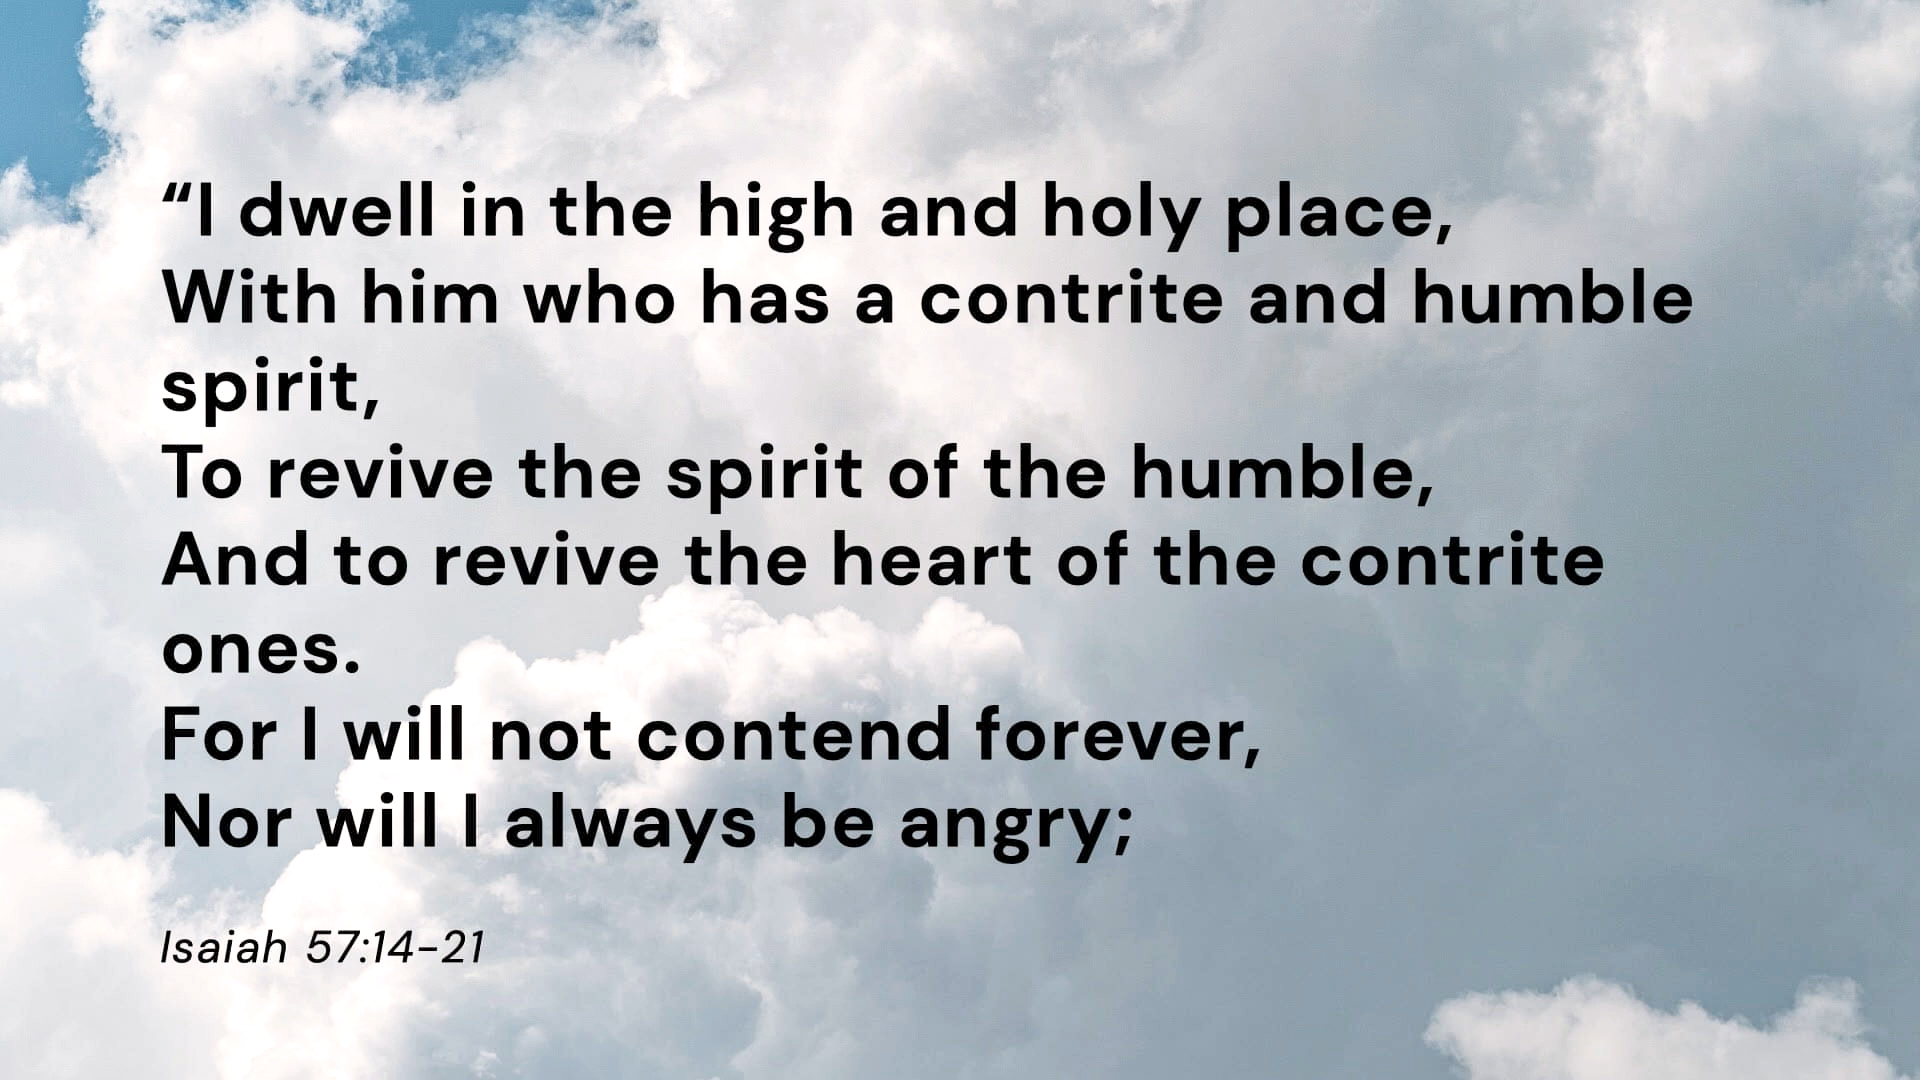 “I dwell in the high and holy place,
With him who has a contrite and humble
spirit,
To revive the spirit of the humble,
And to revive the heart of the contrite
ones.
For I will not contend forever,
Nor will I always be angry;
Isaiah 57:14–21